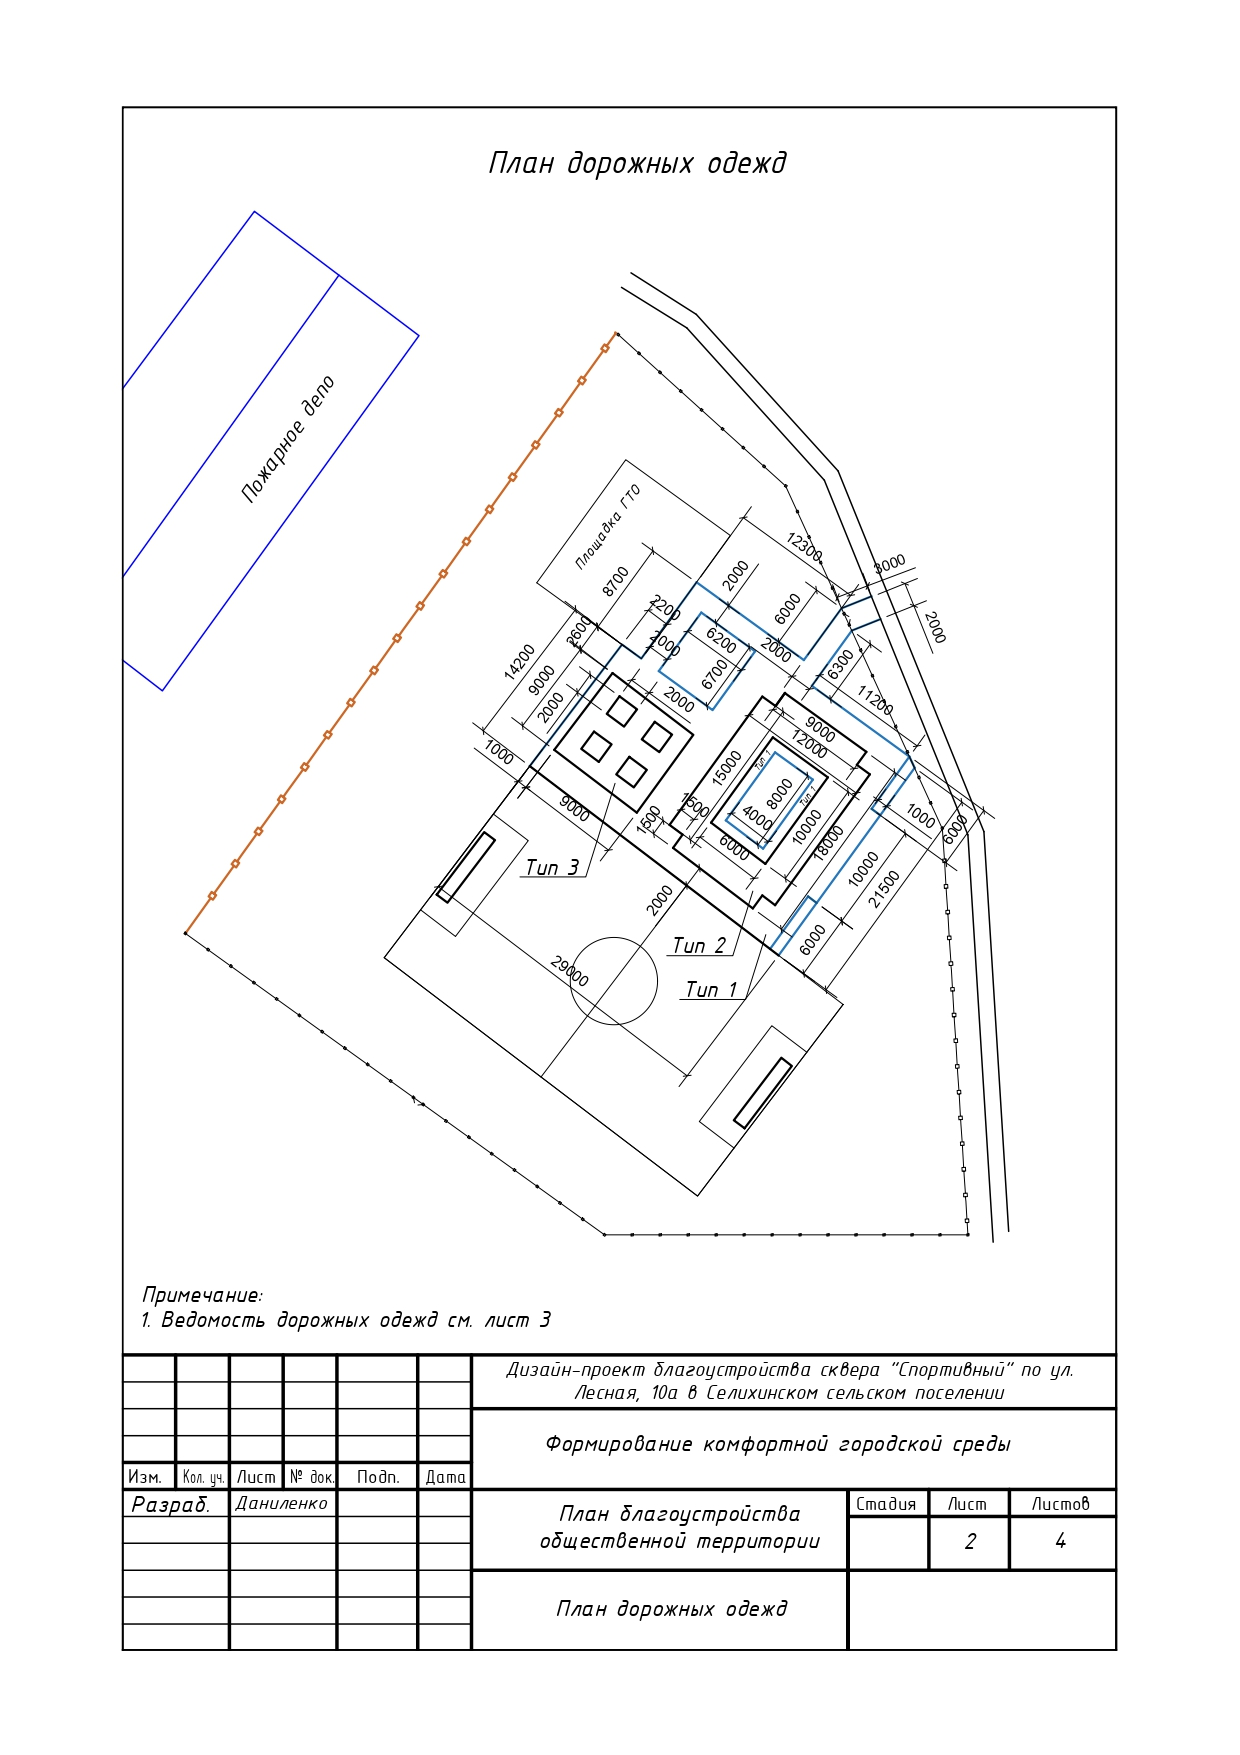 План дорожных одежд
Пожарное депо
Площадка ГТО
12300
3000
2000
2000
8700
6000
2200
2600
6200
2000
2000
14200
9000
2000
6700
6300
2000
11200
1000
9000
12000
15000
Тип 1
Тип 1
8000
4000
1500
1500
9000
10000
18000
6000
1000
6000
10000
21500
Тип 3
2000
6000
Тип 2
29000
Тип 1
Примечание:
1. Ведомость дорожных одежд см. лист 3
Дизайн-проект благоустройства сквера "Спортивный" по ул.
Лесная, 10а в Селихинском сельском поселении
Формирование комфортной городской среды
Изм. Кол. уч. Лист № док. Подп. Дата
Разраб. Даниленко
План благоустройства
общественной территории
Стадия Лист Листов
2 4
План дорожных одежд